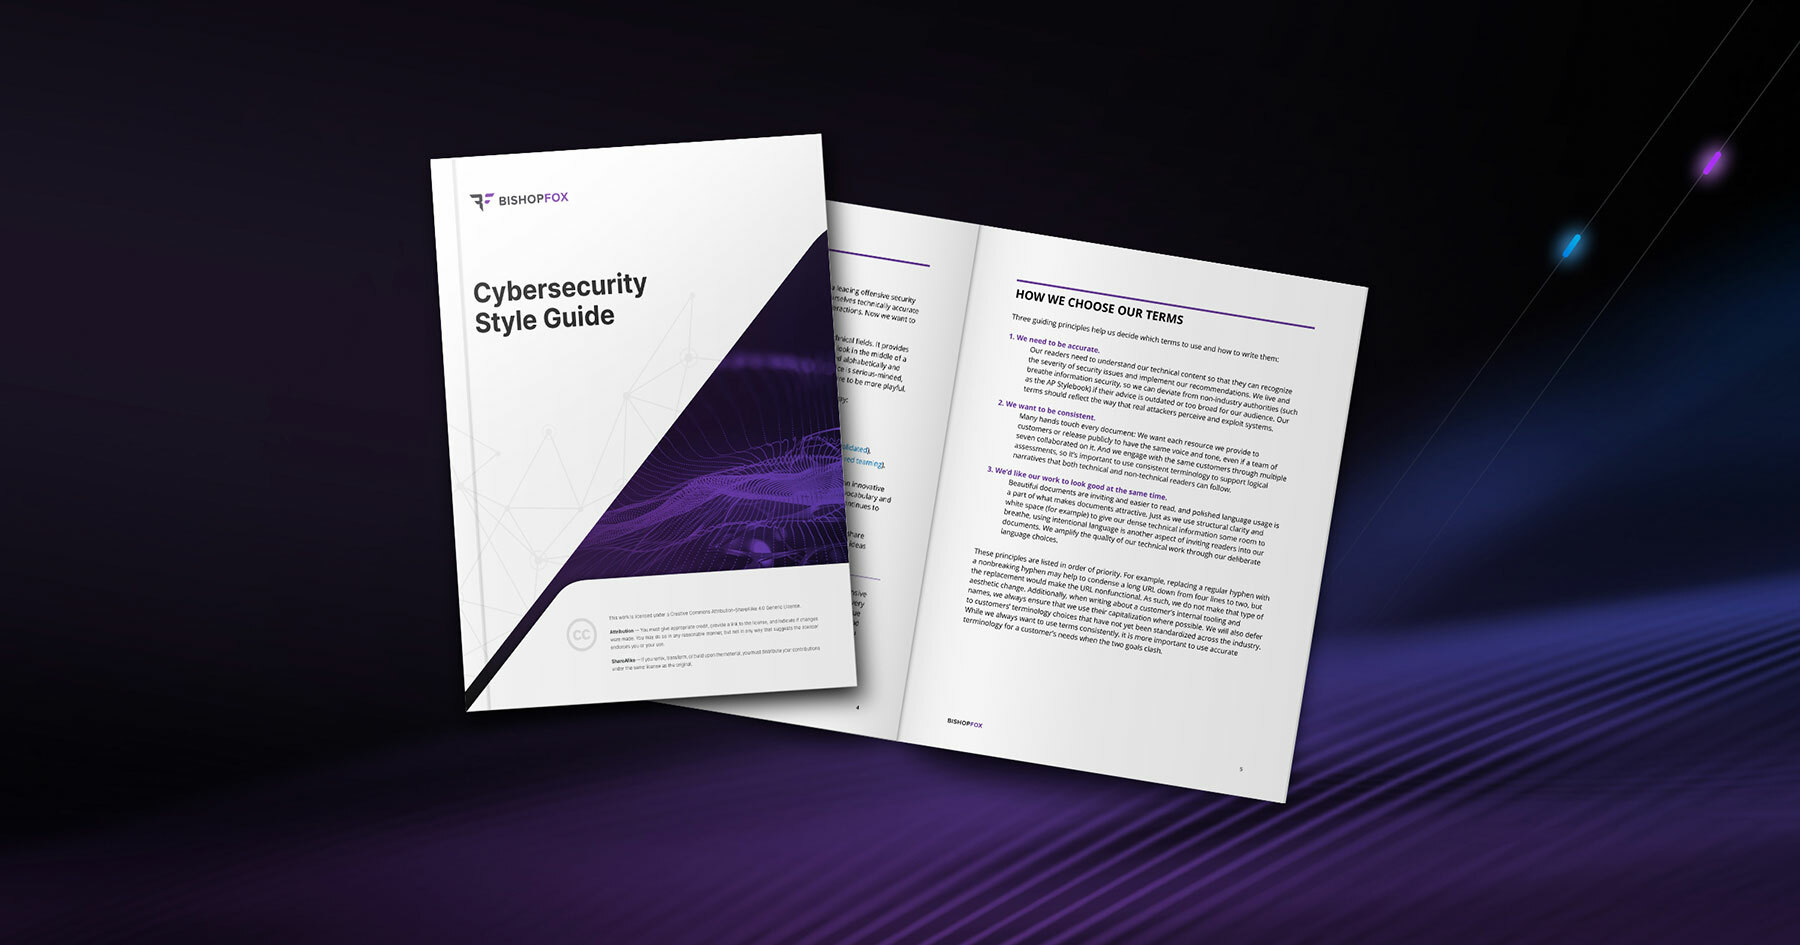 BISHOPFOX
Cybersecurity
Style Guide
This work is licensed under a Creative Commons Attribution-ShareAlike 4.0 Generic License.
Attribution — You must give appropriate credit, provide a link to the license, and indicate if changes
were made. You may do so in any reasonable manner, but not in any way that suggests the licensor
endorses you or your use.
ShareAlike — If you remix, transform, or build upon the material, you must distribute your contributions
under the same license as the original.
cc
leading offensive security
selves technically accurate
Now we want to
fields. It provides
look in the middle of a
alphabetically and
is serious-minded,
to be more playful.
innovative
vocabulary and
continues to
share
ideas
4
HOW WE CHOOSE OUR TERMS
Three guiding principles help us decide which terms to use and how to write them:
1. We need to be accurate.
Our readers need to understand our technical content so that they can recognize
the severity of security issues and implement our recommendations. We live and
breathe information security, so we can deviate from non-industry authorities (such
as the AP Stylebook) if their advice is outdated or too broad for our audience. Our
terms should reflect the way that real attackers perceive and exploit systems.
2. We want to be consistent.
Many hands touch every document: We want each resource we provide to
customers or release publicly to have the same voice and tone, even if a team of
seven collaborated on it. And we engage with the same customers through multiple
assessments, so it's important to use consistent terminology to support logical
narratives that both technical and non-technical readers can follow.
3. We'd like our work to look good at the same time.
Beautiful documents are inviting and easier to read, and polished language usage is
a part of what makes documents attractive. Just as we use structural clarity and
white space (for example) to give our dense technical information some room to
breathe, using intentional language is another aspect of inviting readers into our
documents. We amplify the quality of our technical work through our deliberate
language choices.
These principles are listed in order of priority. For example, replacing a regular hyphen with
a nonbreaking hyphen may help to condense a long URL down from four lines to two, but
the replacement would make the URL nonfunctional. As such, we do not make that type of
aesthetic change. Additionally, when writing about a customer's internal tooling and
names, we always ensure that we use their capitalization where possible. We will also defer
to customers' terminology choices that have not yet been standardized across the industry.
While we always want to use terms consistently, it is more important to use accurate
terminology for a customer's needs when the two goals clash.
BISHOPFOX
5